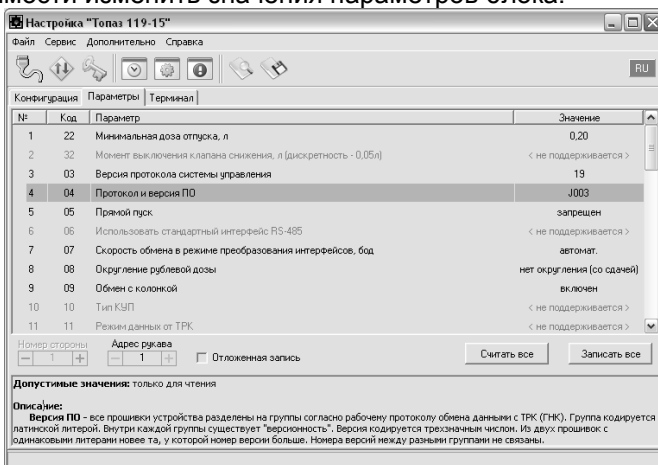 мости изменить значения параметров блока.
Настройка "Топаз 119-15"
Файл Сервис Дополнительно Справка
RU
Конфигурация Параметры Терминал
№ Код Параметр Значение
1 22 Минимальная доза отпуска, л 0,20
2 32 Момент выключения клапана снижения, л (дискретность - 0,05л) < не поддерживается >
3 03 Версия протокола системы управления 19
4 04 Протокол и версия ПО J003
5 05 Прямой пуск запрещен
6 06 Использовать стандартный интерфейс RS-485 < не поддерживается >
7 07 Скорость обмена в режиме преобразования интерфейсов, бод автомат.
8 08 Округление рублевой дозы нет округления (со сдачей)
9 09 Обмен с колонкой включен
10 10 Тип КУП < не поддерживается >
11 11 Режим данных от ТРК < не поддерживается >
Номер стороны Адрес рукава
1 1 Отложенная запись Считать все Записать все
Допустимые значения: только для чтения
Описание:
Версия ПО - все прошивки устройства разделены на группы согласно рабочему протоколу обмена данными с ТРК (ГНК). Группа кодируется
латинской литерой. Внутри каждой группы существует "версионность". Версия кодируется трехзначным числом. Из двух прошивок с
одинаковыми литерами новее та, у которой номер версии больше. Номера версий между разными группами не связаны.